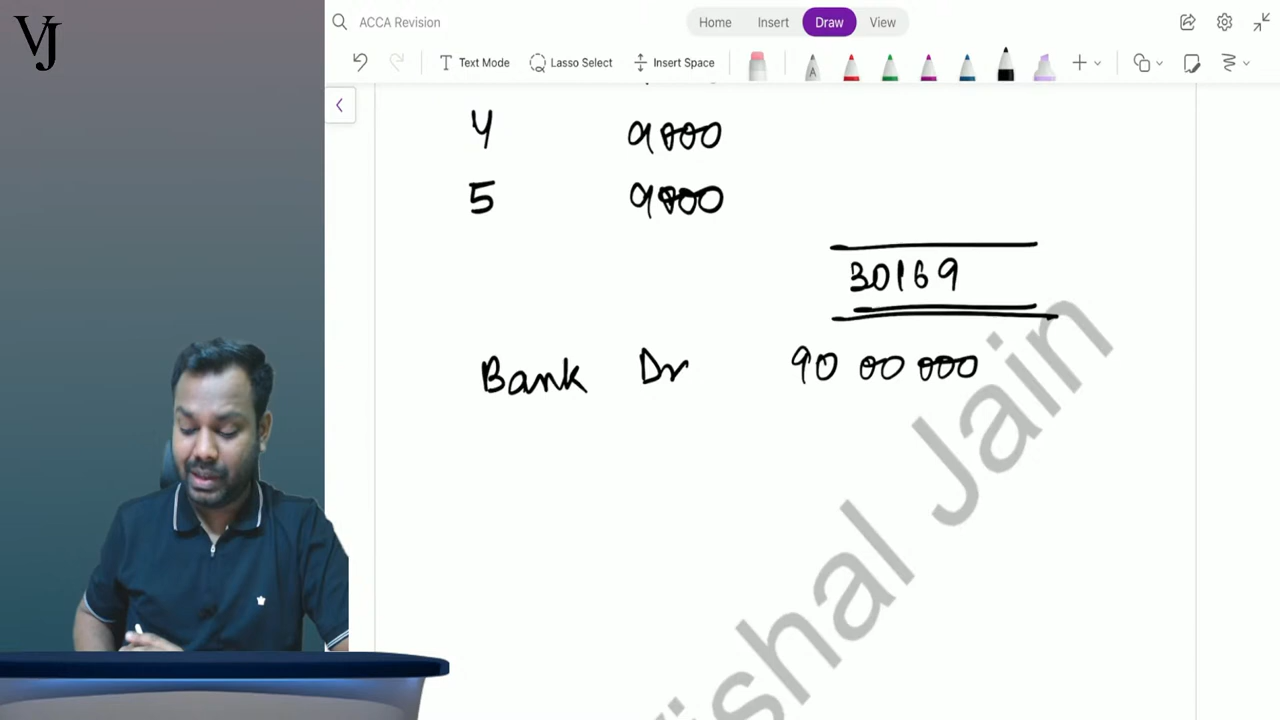 VJ
ACCA Revision
Home Insert Draw View
Text Mode Lasso Select Insert Space
4 9000
5 9000
30169
Bank Dr 90 00 000
Vishal Jain